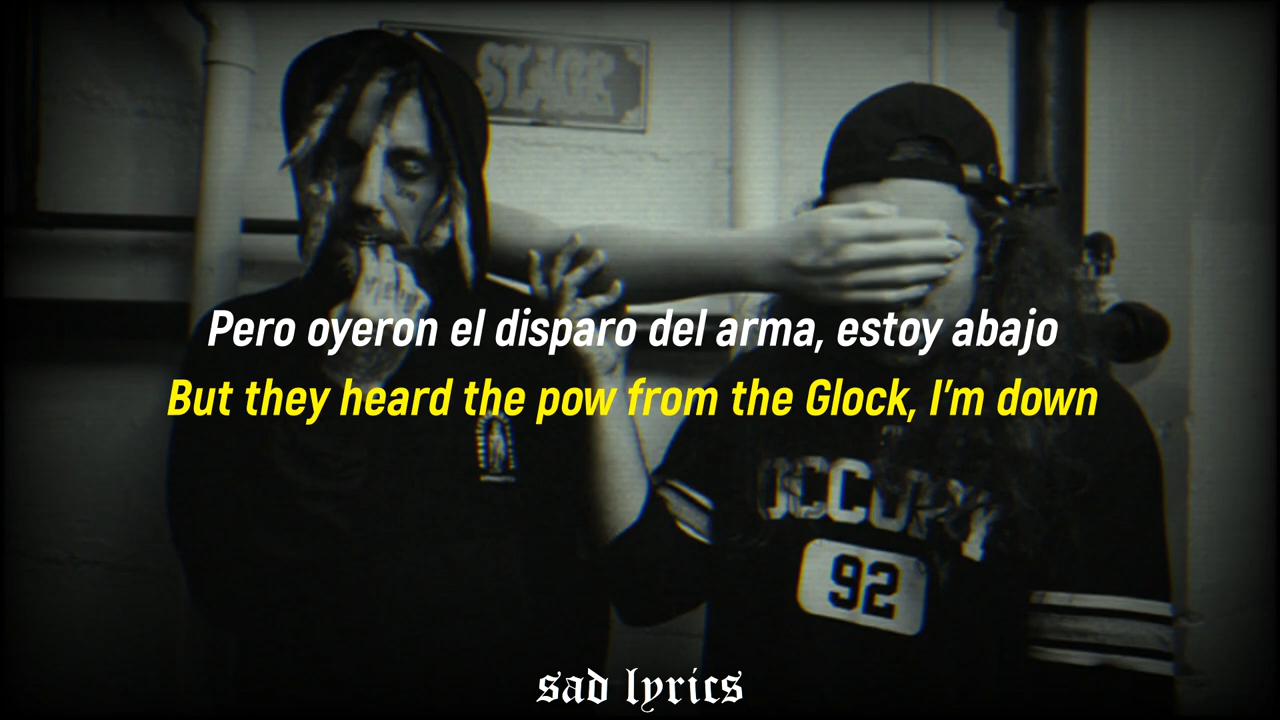 STAGE
Pero oyeron el disparo del arma, estoy abajo
But they heard the pow from the Glock, I'm down
OCCUPY
92
sad lyrics